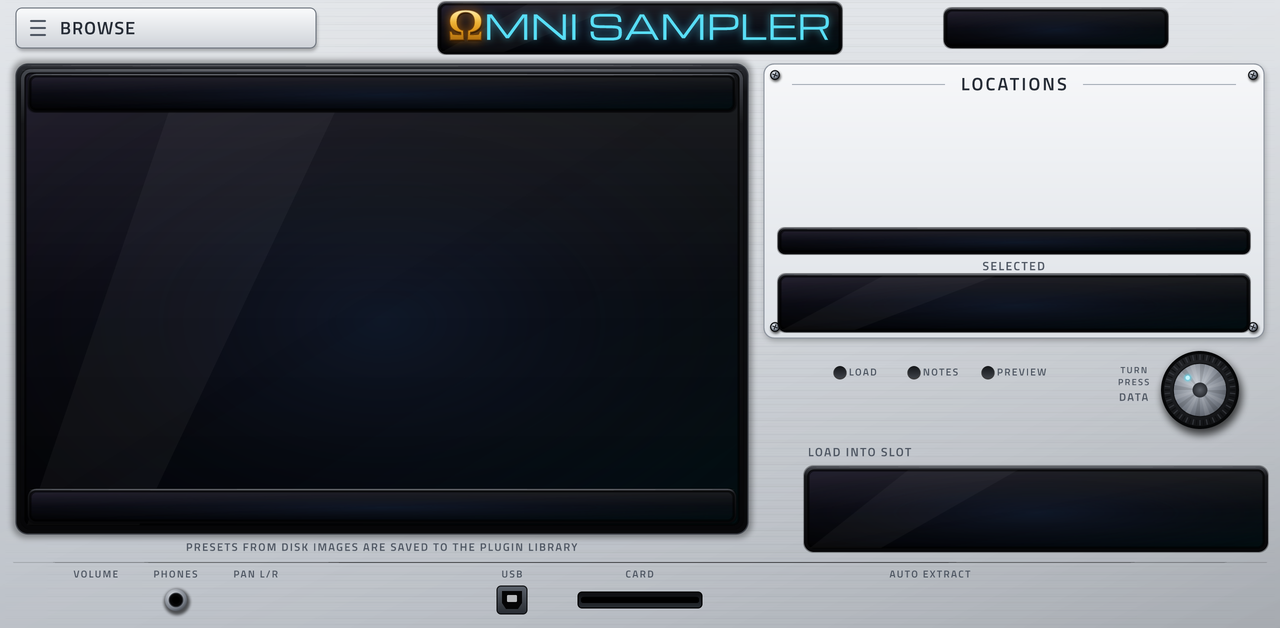 BROWSE
ΩMNI SAMPLER
LOCATIONS
SELECTED
LOAD
NOTES
PREVIEW
TURN
PRESS
DATA
LOAD INTO SLOT
PRESETS FROM DISK IMAGES ARE SAVED TO THE PLUGIN LIBRARY
VOLUME
PHONES
PAN L/R
USB
CARD
AUTO EXTRACT